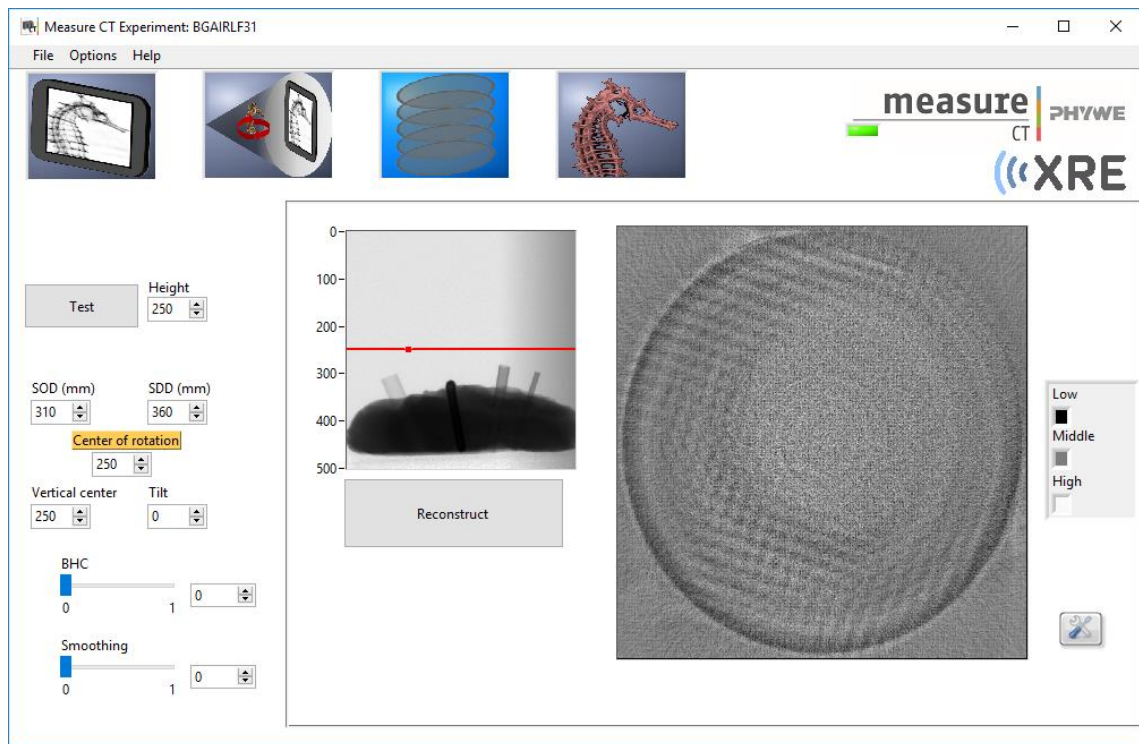 Measure CT Experiment: BGAIRLF31
File Options Help
measure
CT
PHYWE
XRE
Test
Height
250
SOD (mm)
310
SDD (mm)
360
Center of rotation
250
Vertical center
250
Tilt
0
BHC
0 1
0
Smoothing
0 1
0
0
100
200
300
400
500
Reconstruct
Low
Middle
High